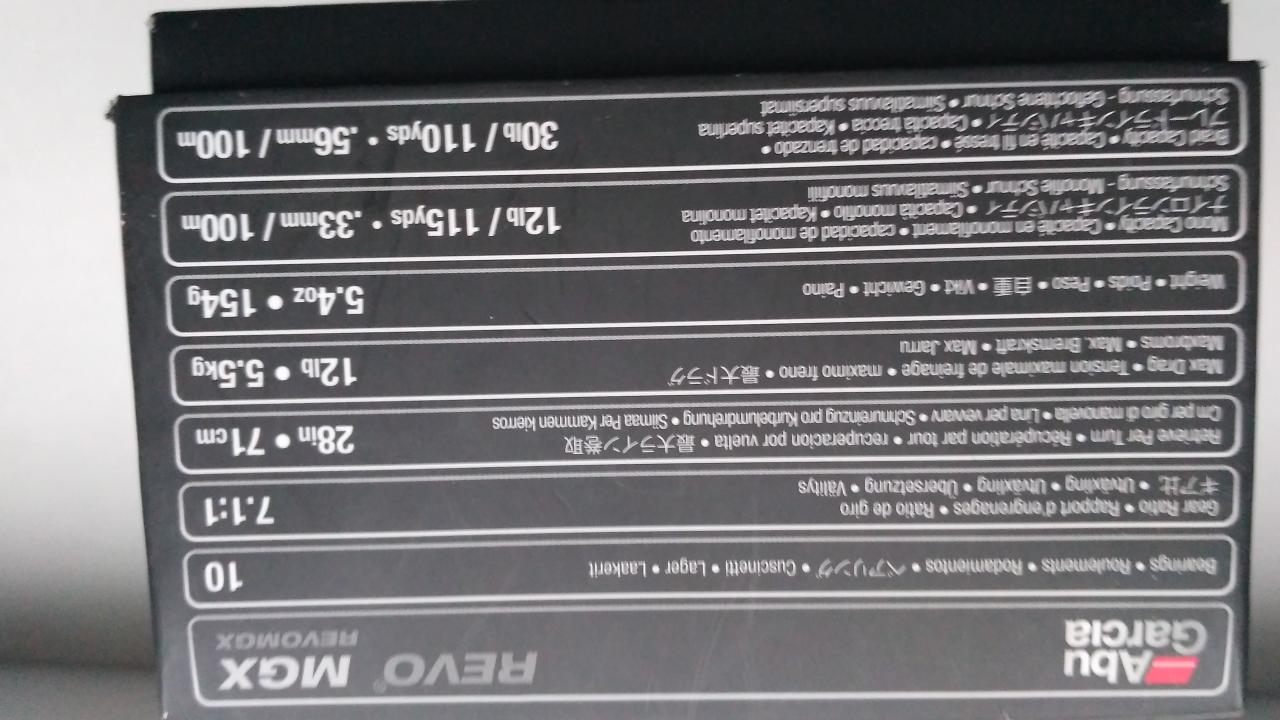 Abu
Garcia
REVO® MGX
REVOMGX
Bearings • Roulements • Rodamientos • ベアリング • Cuscinetti • Lager • Laakerit
10
Gear Ratio • Rapport d'engrenages • Ratio de giro
ギア比 • Utväxling • Utväxling • Übersetzung • Välitys
7.1:1
Retrieve Per Turn • Récupération par tour • recuperacion por vuelta • 最大ライン巻取
Cm per giro di manovella • Lina per vevvarv • Schnureinzug pro Kurbelumdrehung • Siimaa Per Kammen kierros
28in • 71cm
Max Drag • Tension maximale de freinage • maximo freno • 最大ドラグ
Maxbroms • Max. Bremskraft • Max Jarru
12lb • 5.5kg
Weight • Poids • Peso • 自重 • Vikt • Gewicht • Paino
5.4oz • 154g
Mono Capacity • Capacité en monofilament • capacidad de monofilamento
ナイロンラインキャパシティ • Capacità monofilo • Kapacitet monolina
Schnurfassung - Monofile Schnur • Siimatilavuus monofiili
12lb / 115yds • .33mm / 100m
Braid Capacity • Capacité en fil tressé • capacidad de trenzado •
ブレードラインキャパシティ • Capacità treccia • Kapacitet superlina
Schnurfassung - Geflochtene Schnur • Siimatilavuus supersiimat
30lb / 110yds • .56mm / 100m